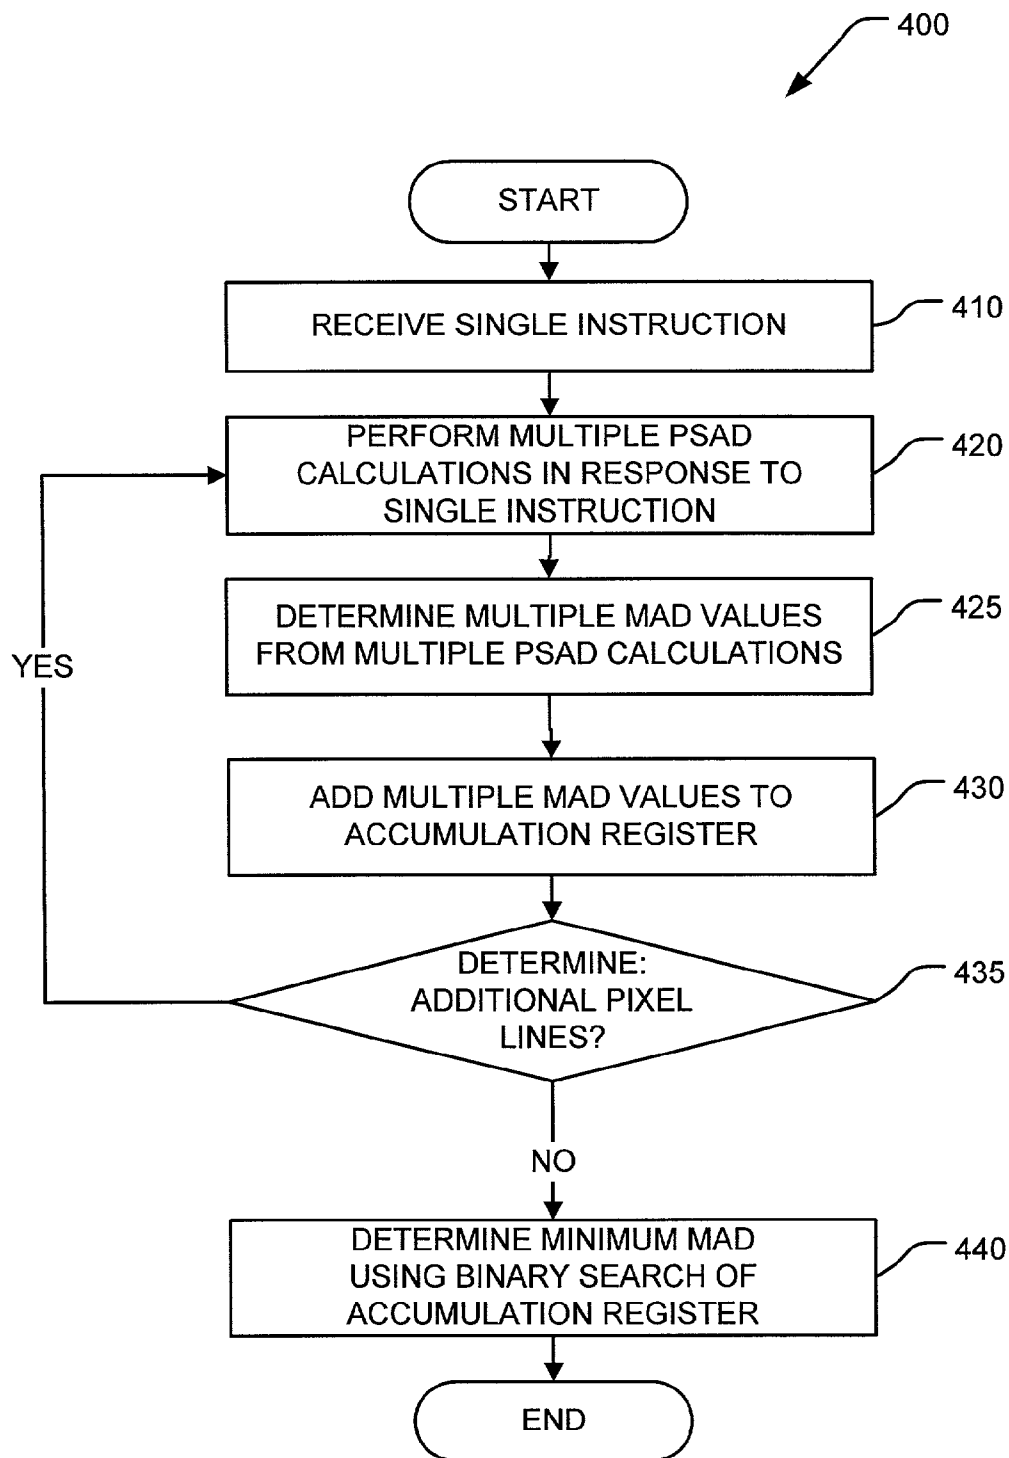 400
START
RECEIVE SINGLE INSTRUCTION
410
PERFORM MULTIPLE PSAD
CALCULATIONS IN RESPONSE TO
SINGLE INSTRUCTION
420
DETERMINE MULTIPLE MAD VALUES
FROM MULTIPLE PSAD CALCULATIONS
425
YES
ADD MULTIPLE MAD VALUES TO
ACCUMULATION REGISTER
430
DETERMINE:
ADDITIONAL PIXEL
LINES?
435
NO
DETERMINE MINIMUM MAD
USING BINARY SEARCH OF
ACCUMULATION REGISTER
440
END